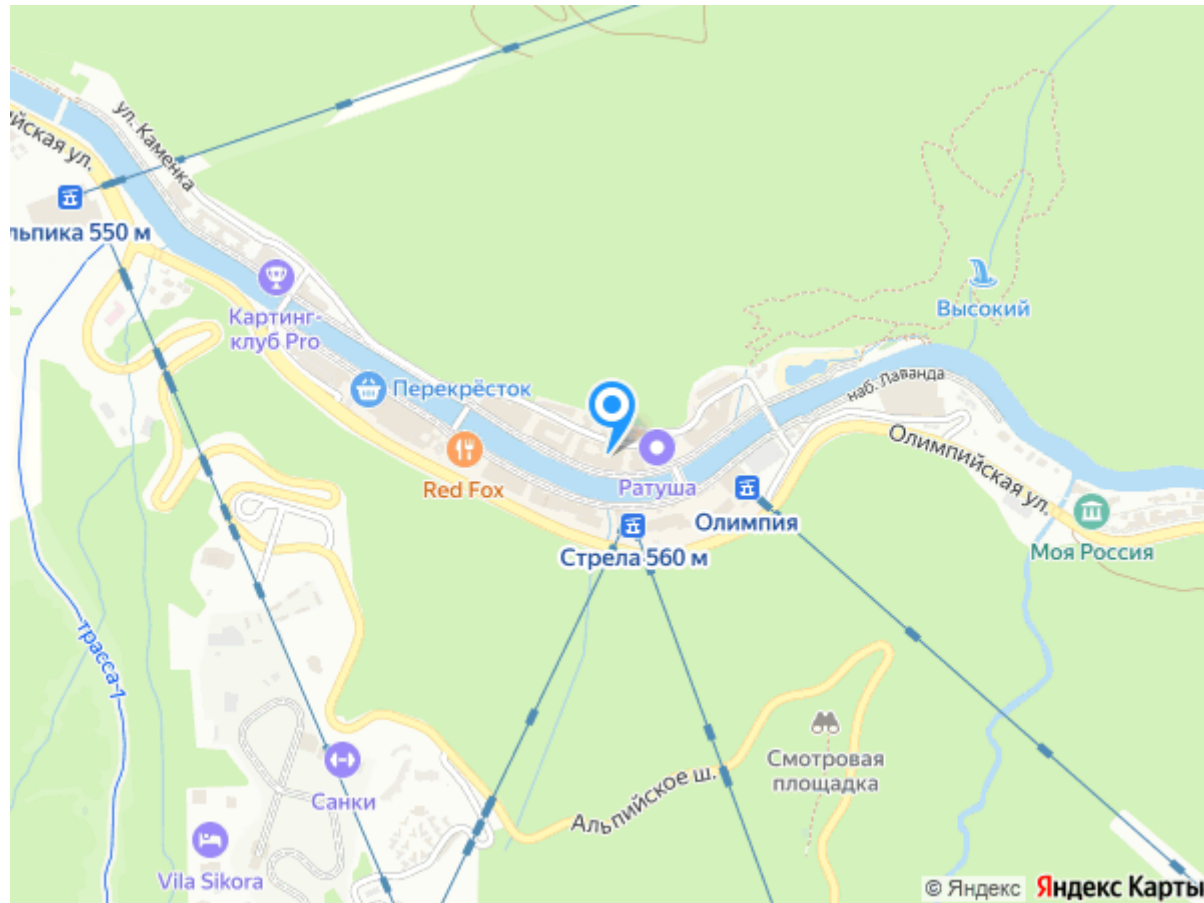 ул. Каменка
йская ул.
льпика 550 м
Картинг-
клуб Pro
Высокий
Перекрёсток
наб. Лаванда
Red Fox
Ратуша
Олимпийская ул.
Олимпия
Стрела 560 м
Моя Россия
трасса 1
Смотровая
площадка
Альпийское ш.
Санки
Vila Sikora
© Яндекс Яндекс Карты